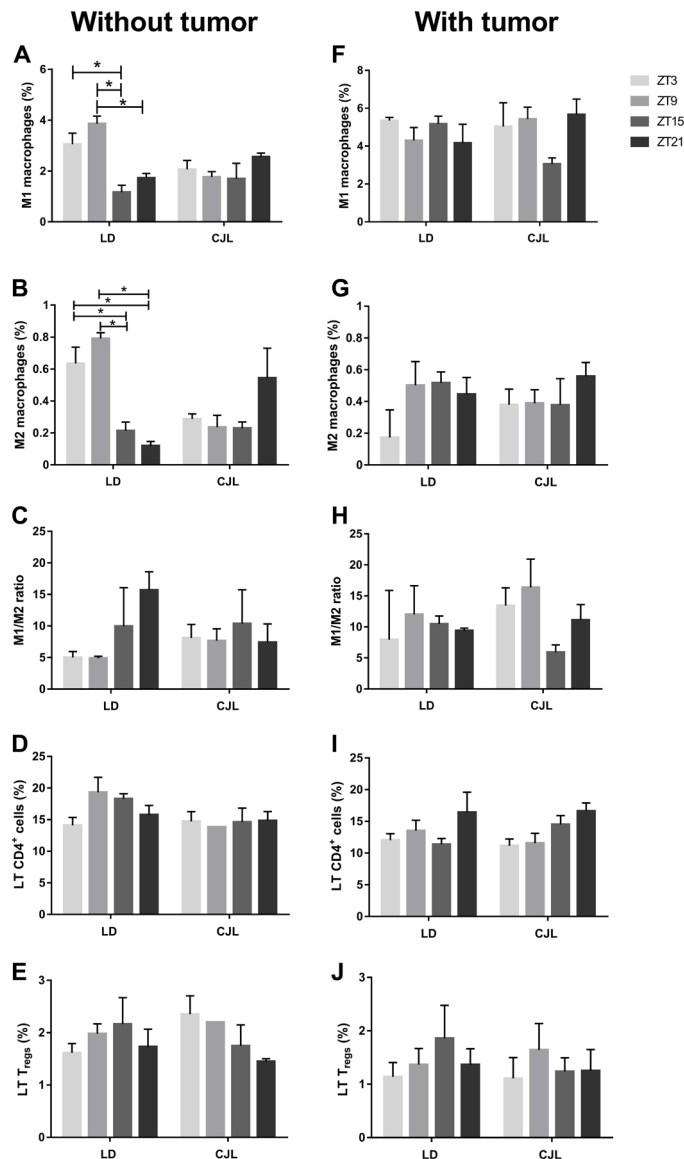 Without tumor
With tumor
A
M1 macrophages (%)
6
4
2
0
*
*
*
LD
CJL
F
M1 macrophages (%)
8
6
4
2
0
LD
CJL
ZT3
ZT9
ZT15
ZT21
B
M2 macrophages (%)
1
0.8
0.6
0.4
0.2
0
*
*
*
*
LD
CJL
G
M2 macrophages (%)
1
0.8
0.6
0.4
0.2
0
LD
CJL
C
M1/M2 ratio
25
20
15
10
5
0
LD
CJL
H
M1/M2 ratio
25
20
15
10
5
0
LD
CJL
D
LT CD4⁺ cells (%)
25
20
15
10
5
0
LD
CJL
I
LT CD4⁺ cells (%)
25
20
15
10
5
0
LD
CJL
E
LT Tregs (%)
3
2
1
0
LD
CJL
J
LT Tregs (%)
3
2
1
0
LD
CJL